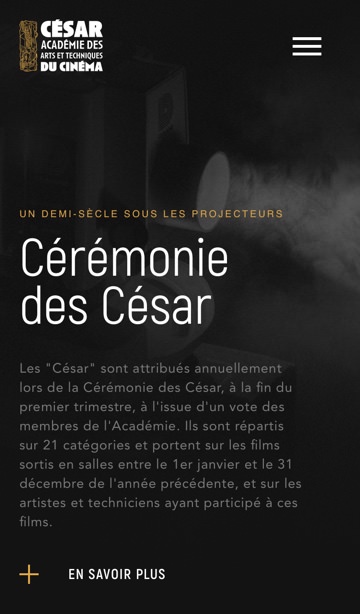 CÉSAR
ACADÉMIE DES
ARTS ET TECHNIQUES
DU CINÉMA
UN DEMI-SÈCLE SOUS LES PROJECTEURS
Cérémonie
des César
Les "César" sont attribués annuellement
lors de la Cérémonie des César, à la fin du
premier trimestre, à l'issue d'un vote des
membres de l'Académie. Ils sont répartis
sur 21 catégories et portent sur les films
sortis en salles entre le 1er janvier et le 31
décembre de l'année précédente, et sur les
artistes et techniciens ayant participé à ces
films.
EN SAVOIR PLUS